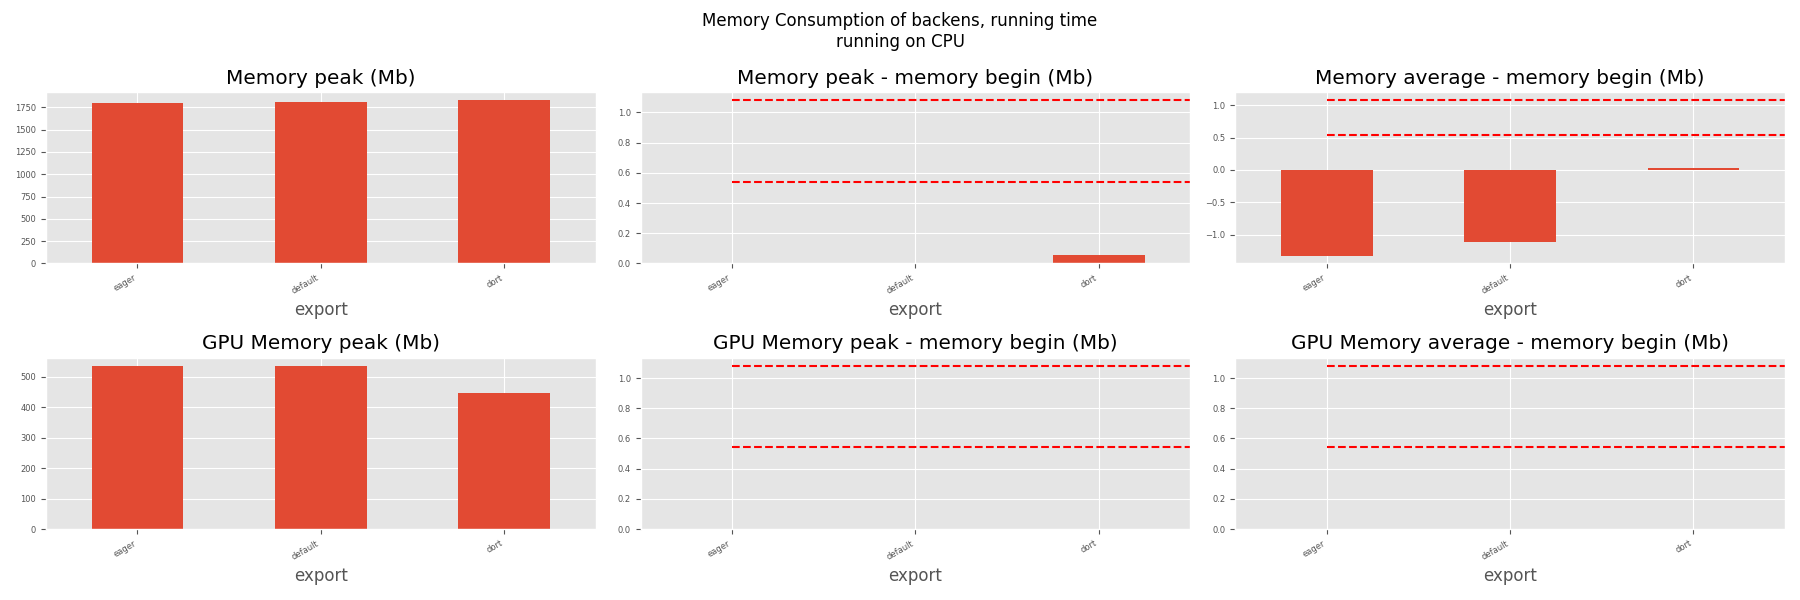 Memory Consumption of backens, running time
running on CPU
Memory peak (Mb)
1750
1500
1250
1000
750
500
250
0
eager
default
dort
export
Memory peak - memory begin (Mb)
1.0
0.8
0.6
0.4
0.2
0.0
eager
default
dort
export
Memory average - memory begin (Mb)
1.0
0.5
0.0
−0.5
−1.0
eager
default
dort
export
GPU Memory peak (Mb)
500
400
300
200
100
0
eager
default
dort
export
GPU Memory peak - memory begin (Mb)
1.0
0.8
0.6
0.4
0.2
0.0
eager
default
dort
export
GPU Memory average - memory begin (Mb)
1.0
0.8
0.6
0.4
0.2
0.0
eager
default
dort
export